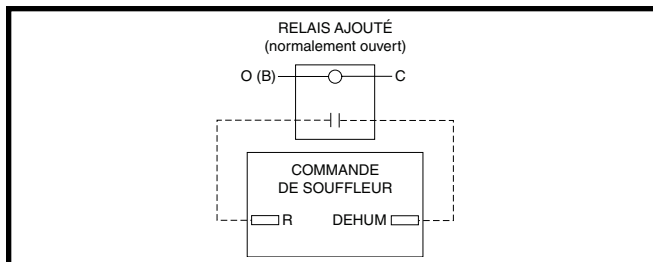 RELAIS AJOUTÉ
(normalement ouvert)
O (B) C
COMMANDE
DE SOUFFLEUR
R DEHUM